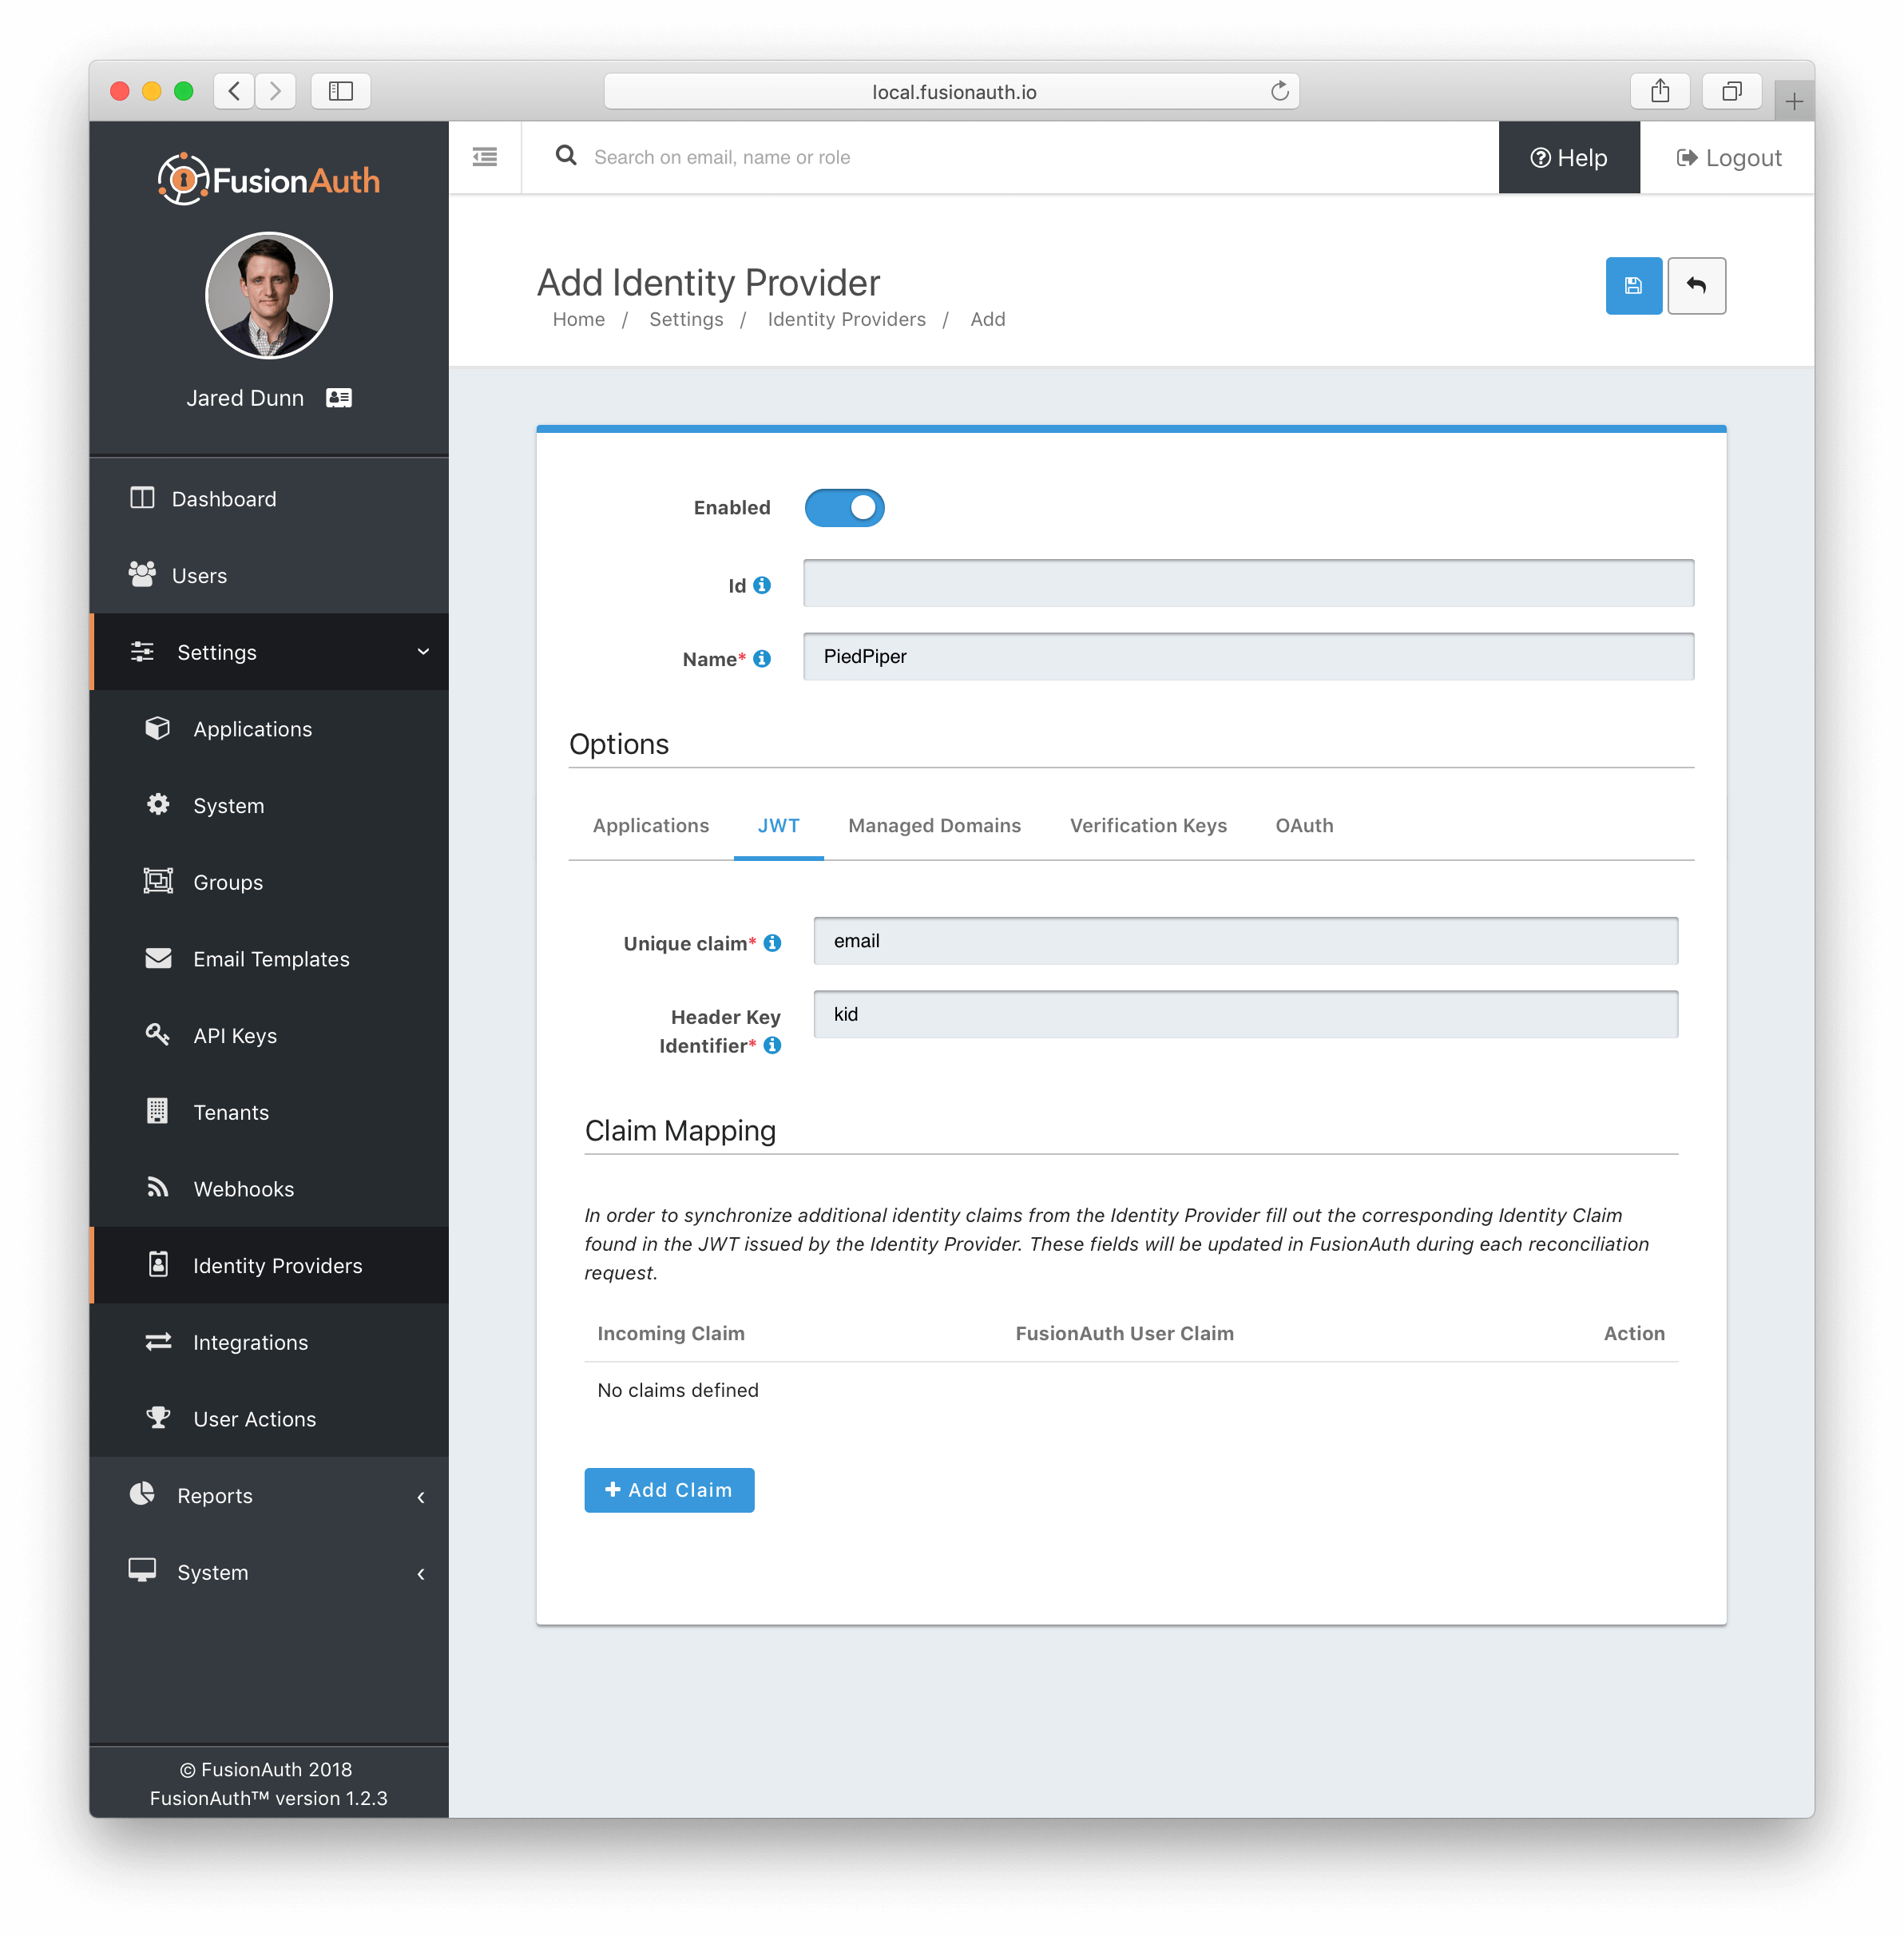 local.fusionauth.io
FusionAuth
Search on email, name or role
Help
Logout
Jared Dunn
Dashboard
Users
Settings
Applications
System
Groups
Email Templates
API Keys
Tenants
Webhooks
Identity Providers
Integrations
User Actions
Reports
System
© FusionAuth 2018
FusionAuth™ version 1.2.3
Add Identity Provider
Home / Settings / Identity Providers / Add
Enabled
Id
Name* PiedPiper
Options
Applications JWT Managed Domains Verification Keys OAuth
Unique claim* email
Header Key kid
Identifier*
Claim Mapping
In order to synchronize additional identity claims from the Identity Provider fill out the corresponding Identity Claim
found in the JWT issued by the Identity Provider. These fields will be updated in FusionAuth during each reconciliation
request.
Incoming Claim FusionAuth User Claim Action
No claims defined
+ Add Claim